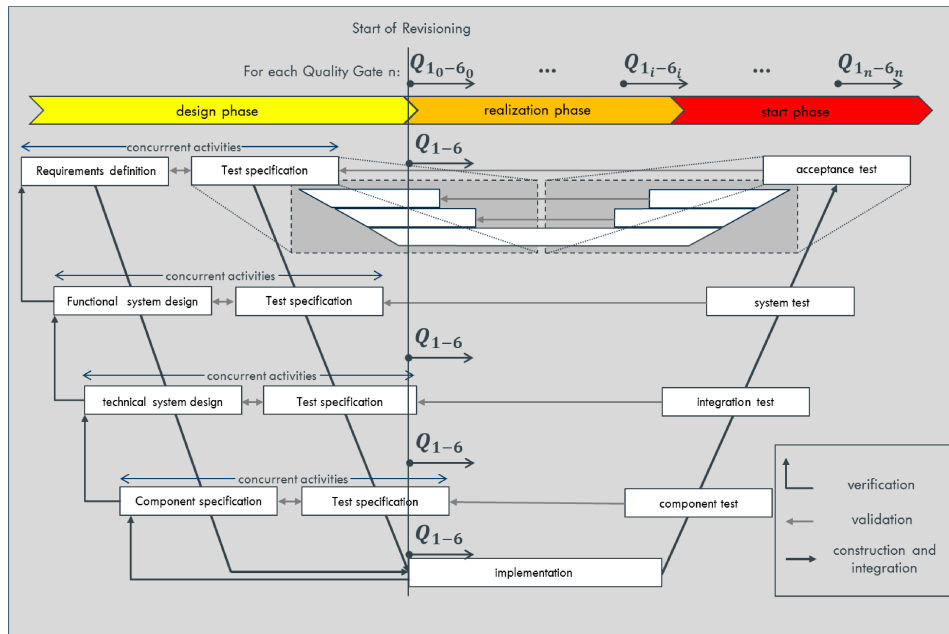 Start of Revisioning
For each Quality Gate n: Q₁₀₋₆₀ ... Q₁ᵢ₋₆ᵢ ... Q₁ₙ₋₆ₙ
design phase realization phase start phase
concurrrent activities Q₁₋₆
Requirements definition Test specification acceptance test
concurrent activities
Functional system design Test specification system test
Q₁₋₆
concurrent activities
technical system design Test specification integration test
Q₁₋₆
concurrent activities
Component specification Test specification component test
Q₁₋₆
implementation
verification
validation
construction and
integration